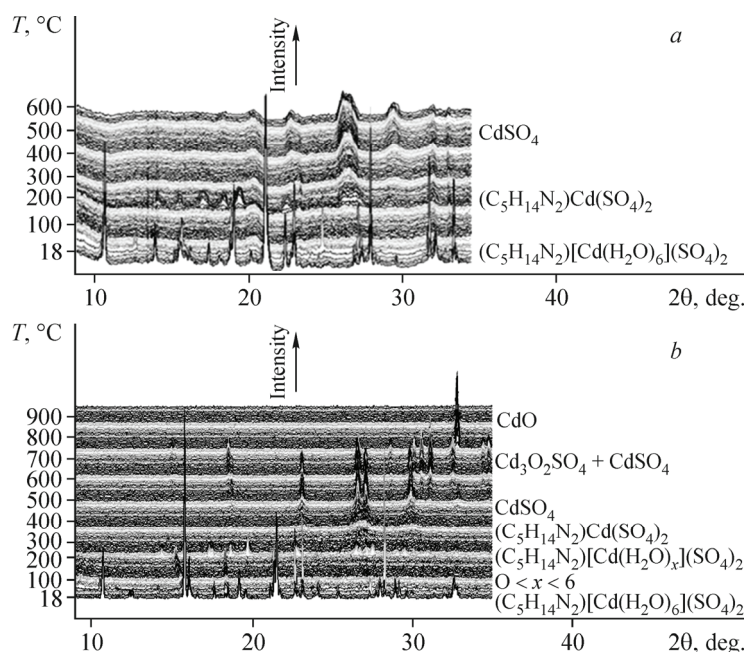 T, °C
Intensity
a
600
500
400
300
200
100
18
CdSO₄
(C₅H₁₄N₂)Cd(SO₄)₂
(C₅H₁₄N₂)[Cd(H₂O)₆](SO₄)₂
10 20 30 40 2θ, deg.
T, °C
Intensity
b
900
800
700
600
500
400
300
200
100
18
CdO
Cd₃O₂SO₄ + CdSO₄
CdSO₄
(C₅H₁₄N₂)Cd(SO₄)₂
(C₅H₁₄N₂)[Cd(H₂O)ₓ](SO₄)₂
O < x < 6
(C₅H₁₄N₂)[Cd(H₂O)₆](SO₄)₂
10 20 30 40 2θ, deg.